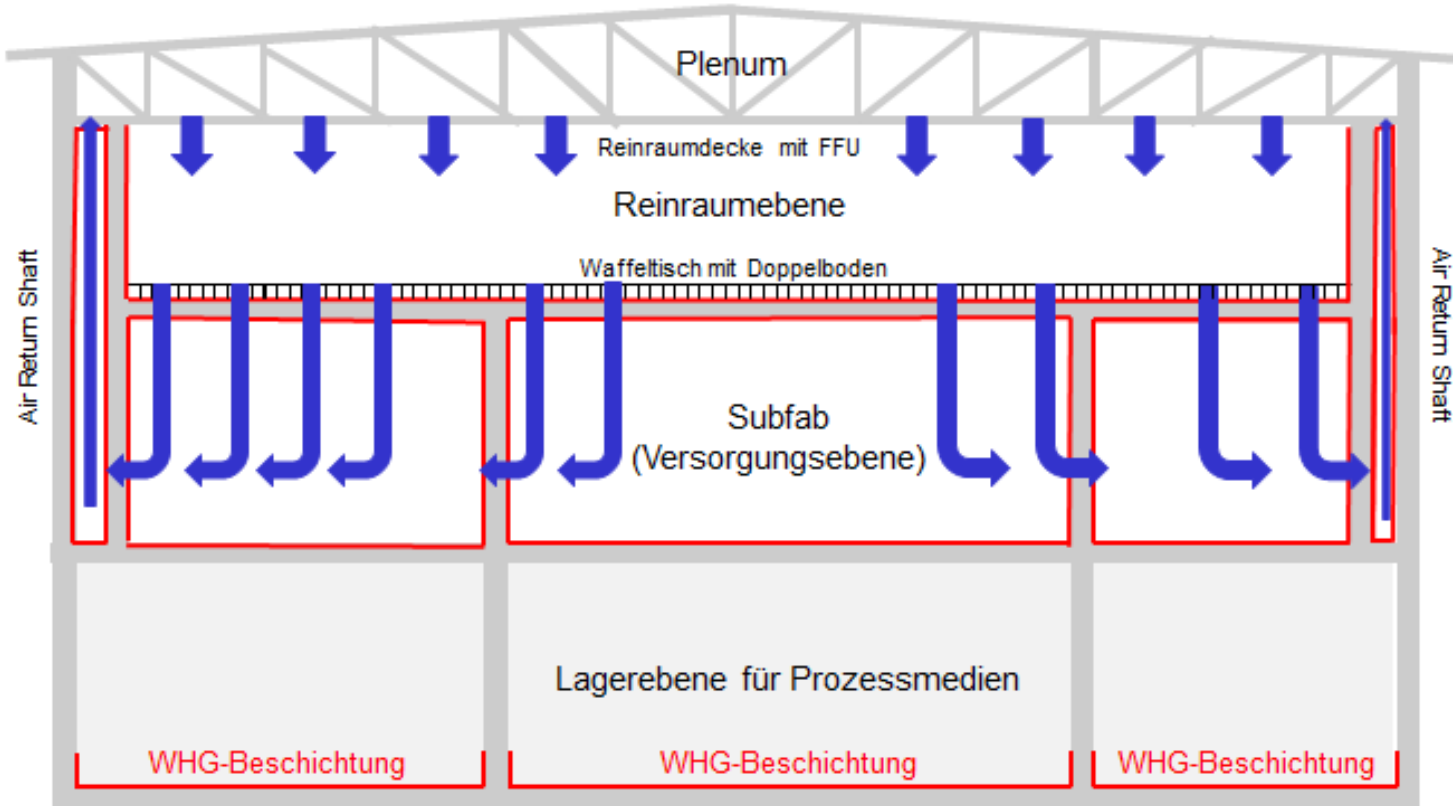 Plenum
Reinraumdecke mit FFU
Reinraumebene
Waffeltisch mit Doppelboden
Air Return Shaft
Air Return Shaft
Subfab
(Versorgungsebene)
Lagerebene für Prozessmedien
WHG-Beschichtung
WHG-Beschichtung
WHG-Beschichtung